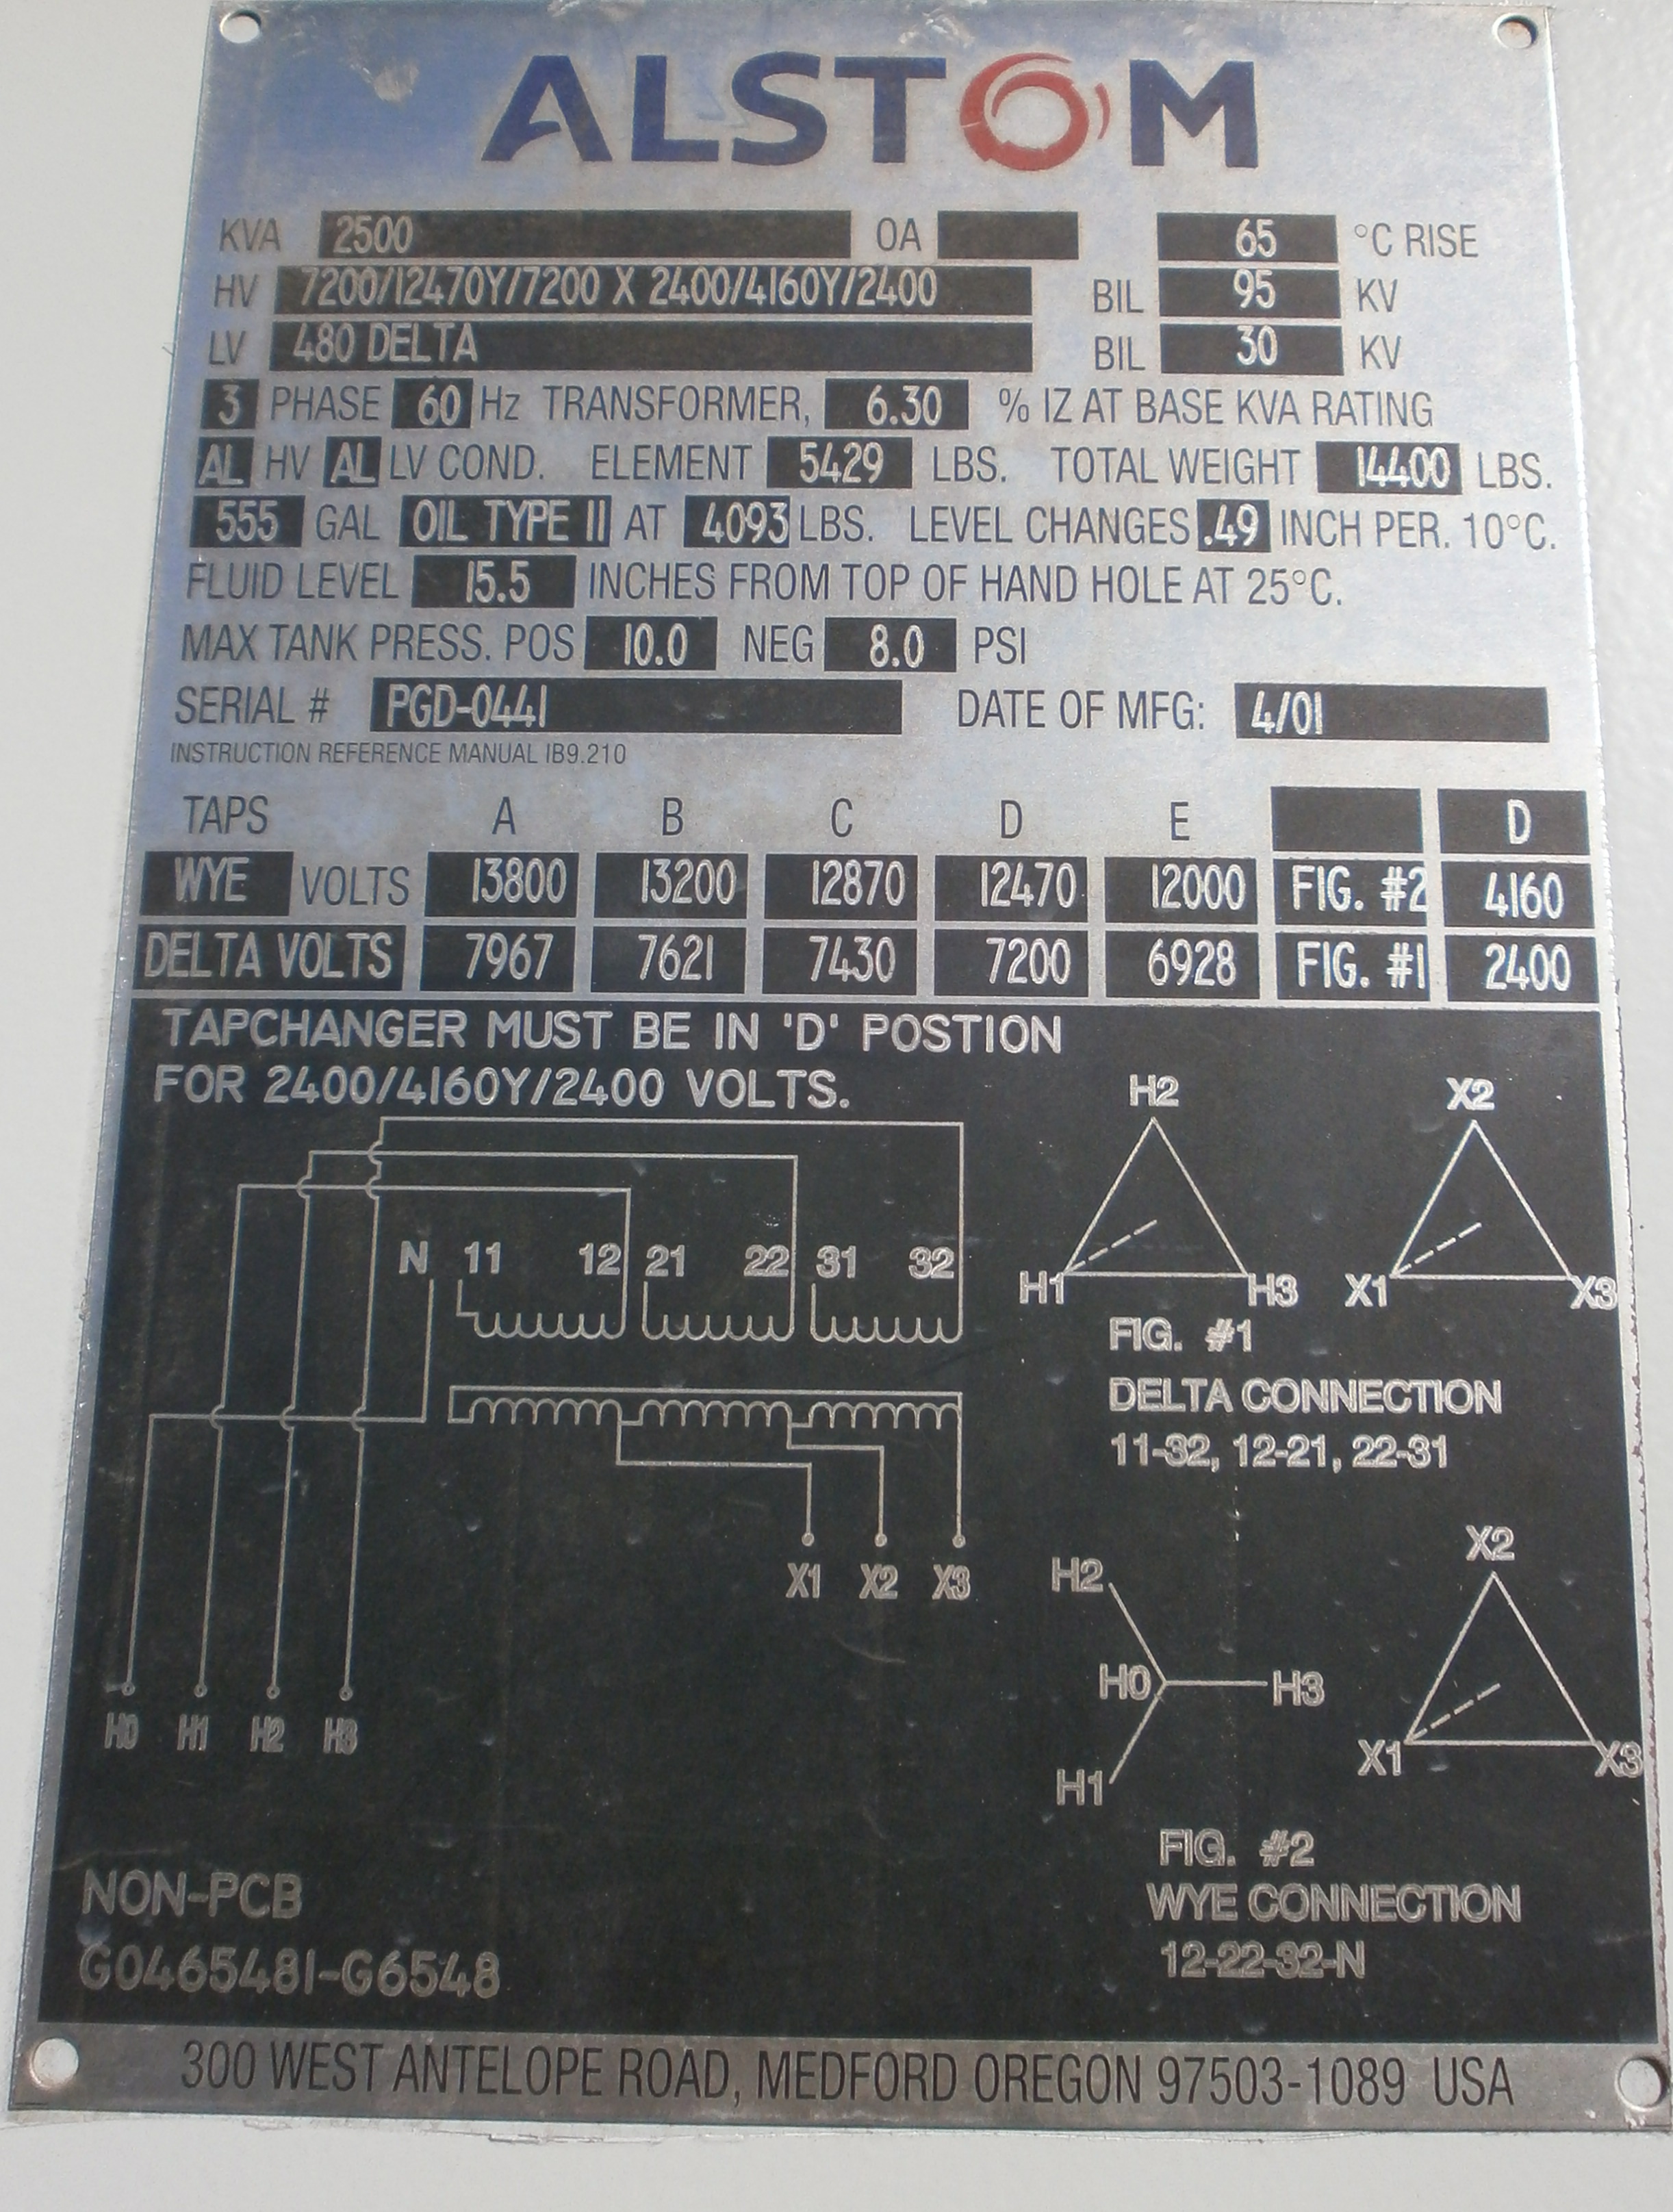 ALSTOM
KVA 2500 OA 65 °C RISE
HV 7200/12470Y/7200 X 2400/4160Y/2400 BIL 95 KV
LV 480 DELTA BIL 30 KV
3 PHASE 60 Hz TRANSFORMER, 6.30 % IZ AT BASE KVA RATING
AL HV AL LV COND. ELEMENT 5429 LBS. TOTAL WEIGHT 14400 LBS.
555 GAL OIL TYPE II AT 4093 LBS. LEVEL CHANGES .49 INCH PER. 10°C.
FLUID LEVEL 15.5 INCHES FROM TOP OF HAND HOLE AT 25°C.
MAX TANK PRESS. POS 10.0 NEG 8.0 PSI
SERIAL # PGD-0441 DATE OF MFG: 4/01
INSTRUCTION REFERENCE MANUAL IB9.210
TAPS A B C D E D
WYE VOLTS 13800 13200 12870 12470 12000 FIG. #2 4160
DELTA VOLTS 7967 7621 7430 7200 6928 FIG. #1 2400
TAPCHANGER MUST BE IN 'D' POSTION
FOR 2400/4160Y/2400 VOLTS.
N 11 12 21 22 31 32
X1 X2 X3
H0 H1 H2 H3
H2 X2
H1 H3 X1 X3
FIG. #1
DELTA CONNECTION
11-32, 12-21, 22-31
H2 X2
H0 H3
H1 X1 X3
FIG. #2
WYE CONNECTION
12-22-32-N
NON-PCB
G0465481-G6548
300 WEST ANTELOPE ROAD, MEDFORD OREGON 97503-1089 USA